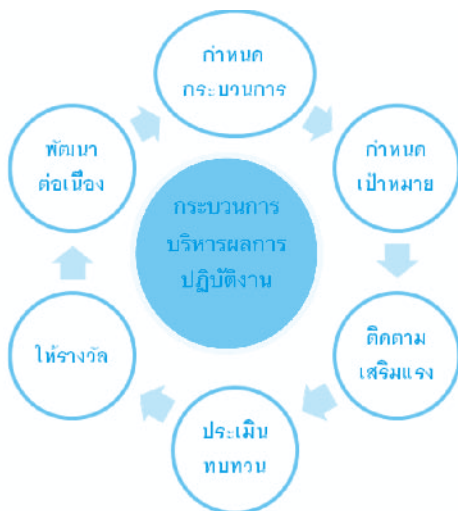 กำหนด
กระบวนการ
กำหนด
เป้าหมาย
ติดตาม
เสริมแรง
ประเมิน
ทบทวน
ให้รางวัล
พัฒนา
ต่อเนื่อง
กระบวนการ
บริหารผลการ
ปฏิบัติงาน